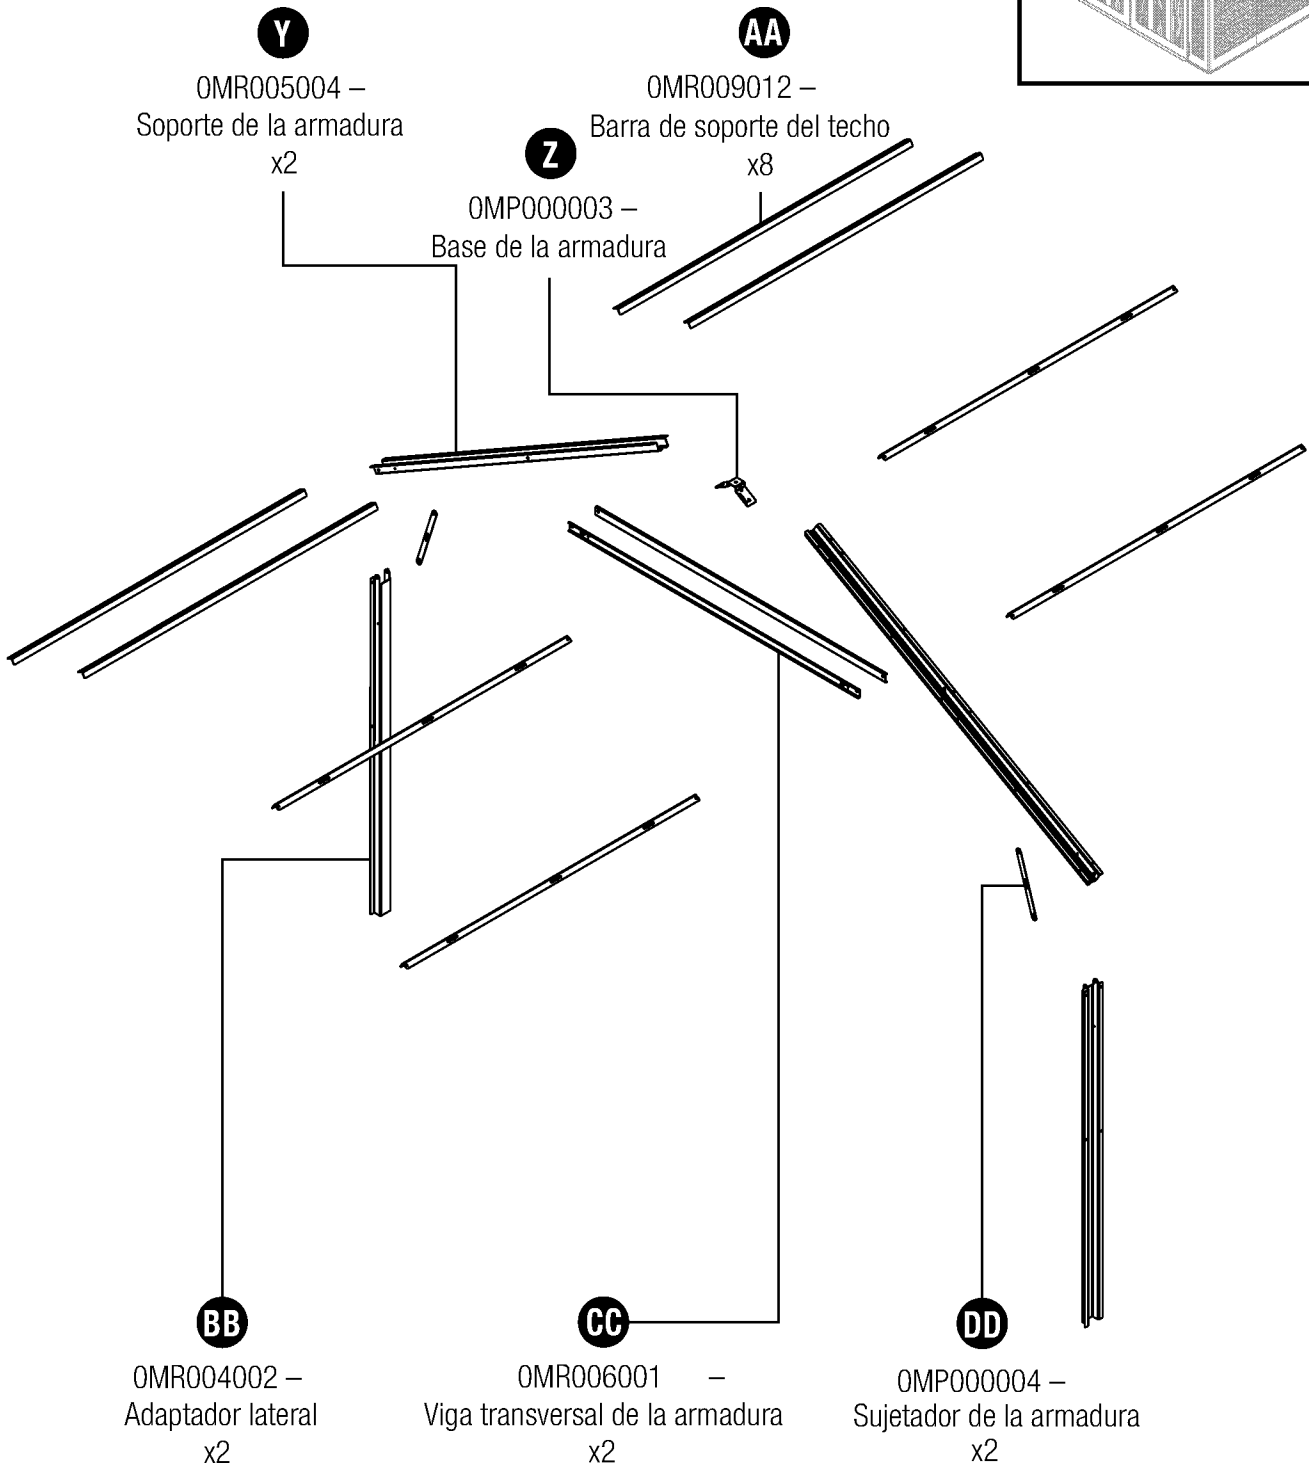 Y
0MR005004 –
Soporte de la armadura
x2
Z
0MP000003 –
Base de la armadura
AA
0MR009012 –
Barra de soporte del techo
x8
BB
0MR004002 –
Adaptador lateral
x2
CC
0MR006001 –
Viga transversal de la armadura
x2
DD
0MP000004 –
Sujetador de la armadura
x2